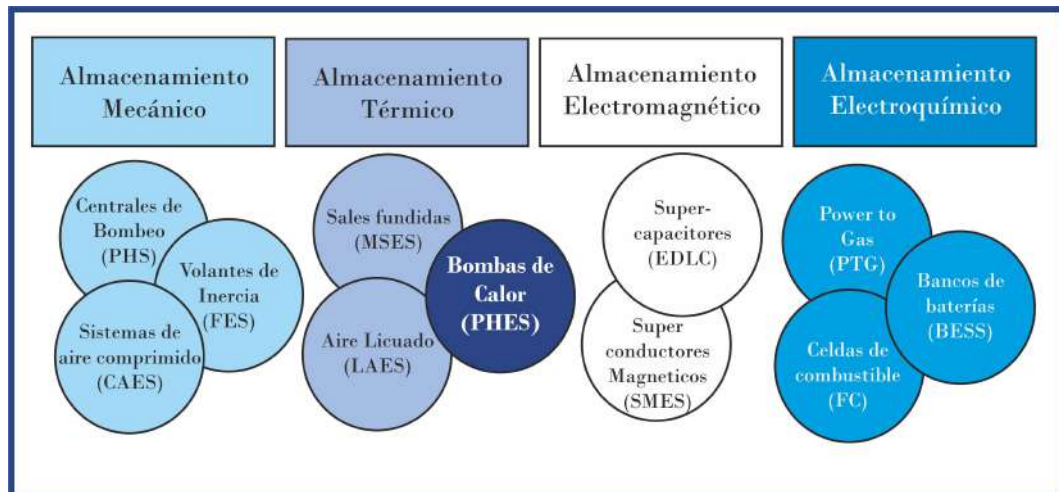 Almacenamiento
Mecánico
Almacenamiento
Térmico
Almacenamiento
Electromagnético
Almacenamiento
Electroquímico
Centrales de
Bombeo
(PHS)
Volantes de
Inercia
(FES)
Sistemas de
aire comprimido
(CAES)
Sales fundidas
(MSES)
Bombas de
Calor
(PHES)
Aire Licuado
(LAES)
Super-
capacitores
(EDLC)
Super
conductores
Magneticos
(SMES)
Power to
Gas
(PTG)
Bancos de
baterías
(BESS)
Celdas de
combustible
(FC)